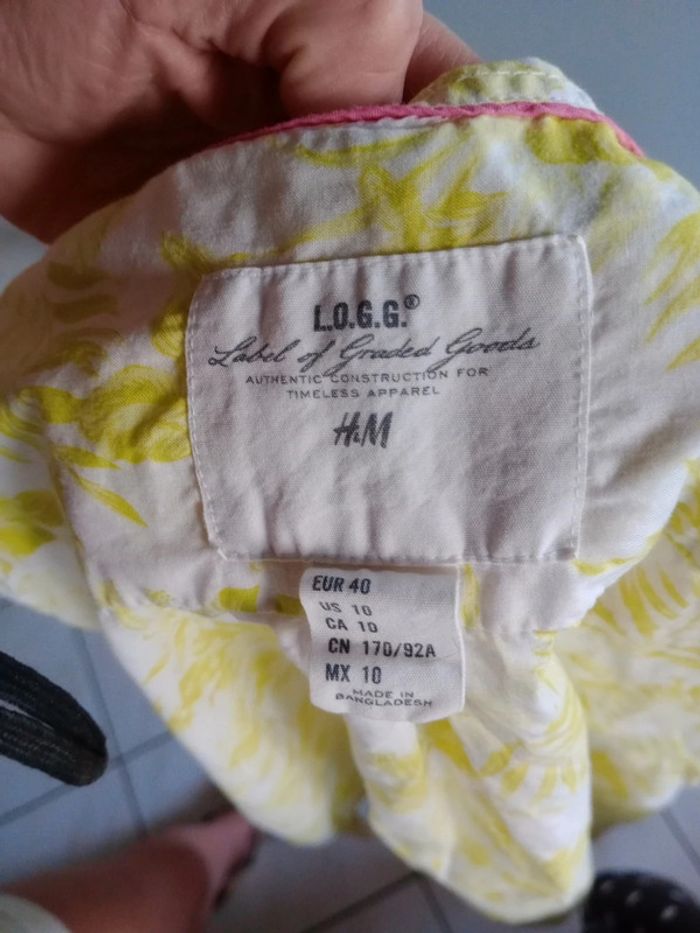 L.O.G.G.®
Label of Graded Goods
AUTHENTIC CONSTRUCTION FOR
TIMELESS APPAREL
H&M
EUR 40
US 10
CA 10
CN 170/92A
MX 10
MADE IN
BANGLADESH